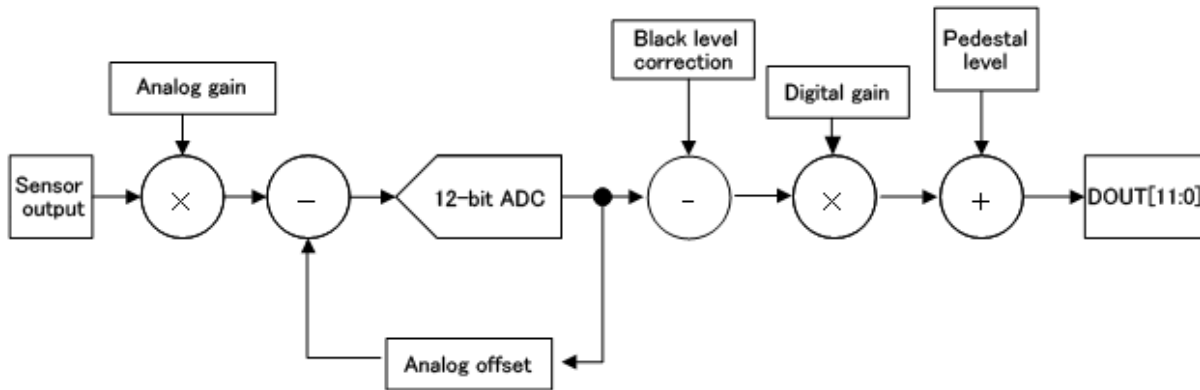 Black level
correction
Pedestal
level
Analog gain
Digital gain
Sensor
output
×
−
12-bit ADC
-
×
+
DOUT[11:0]
Analog offset